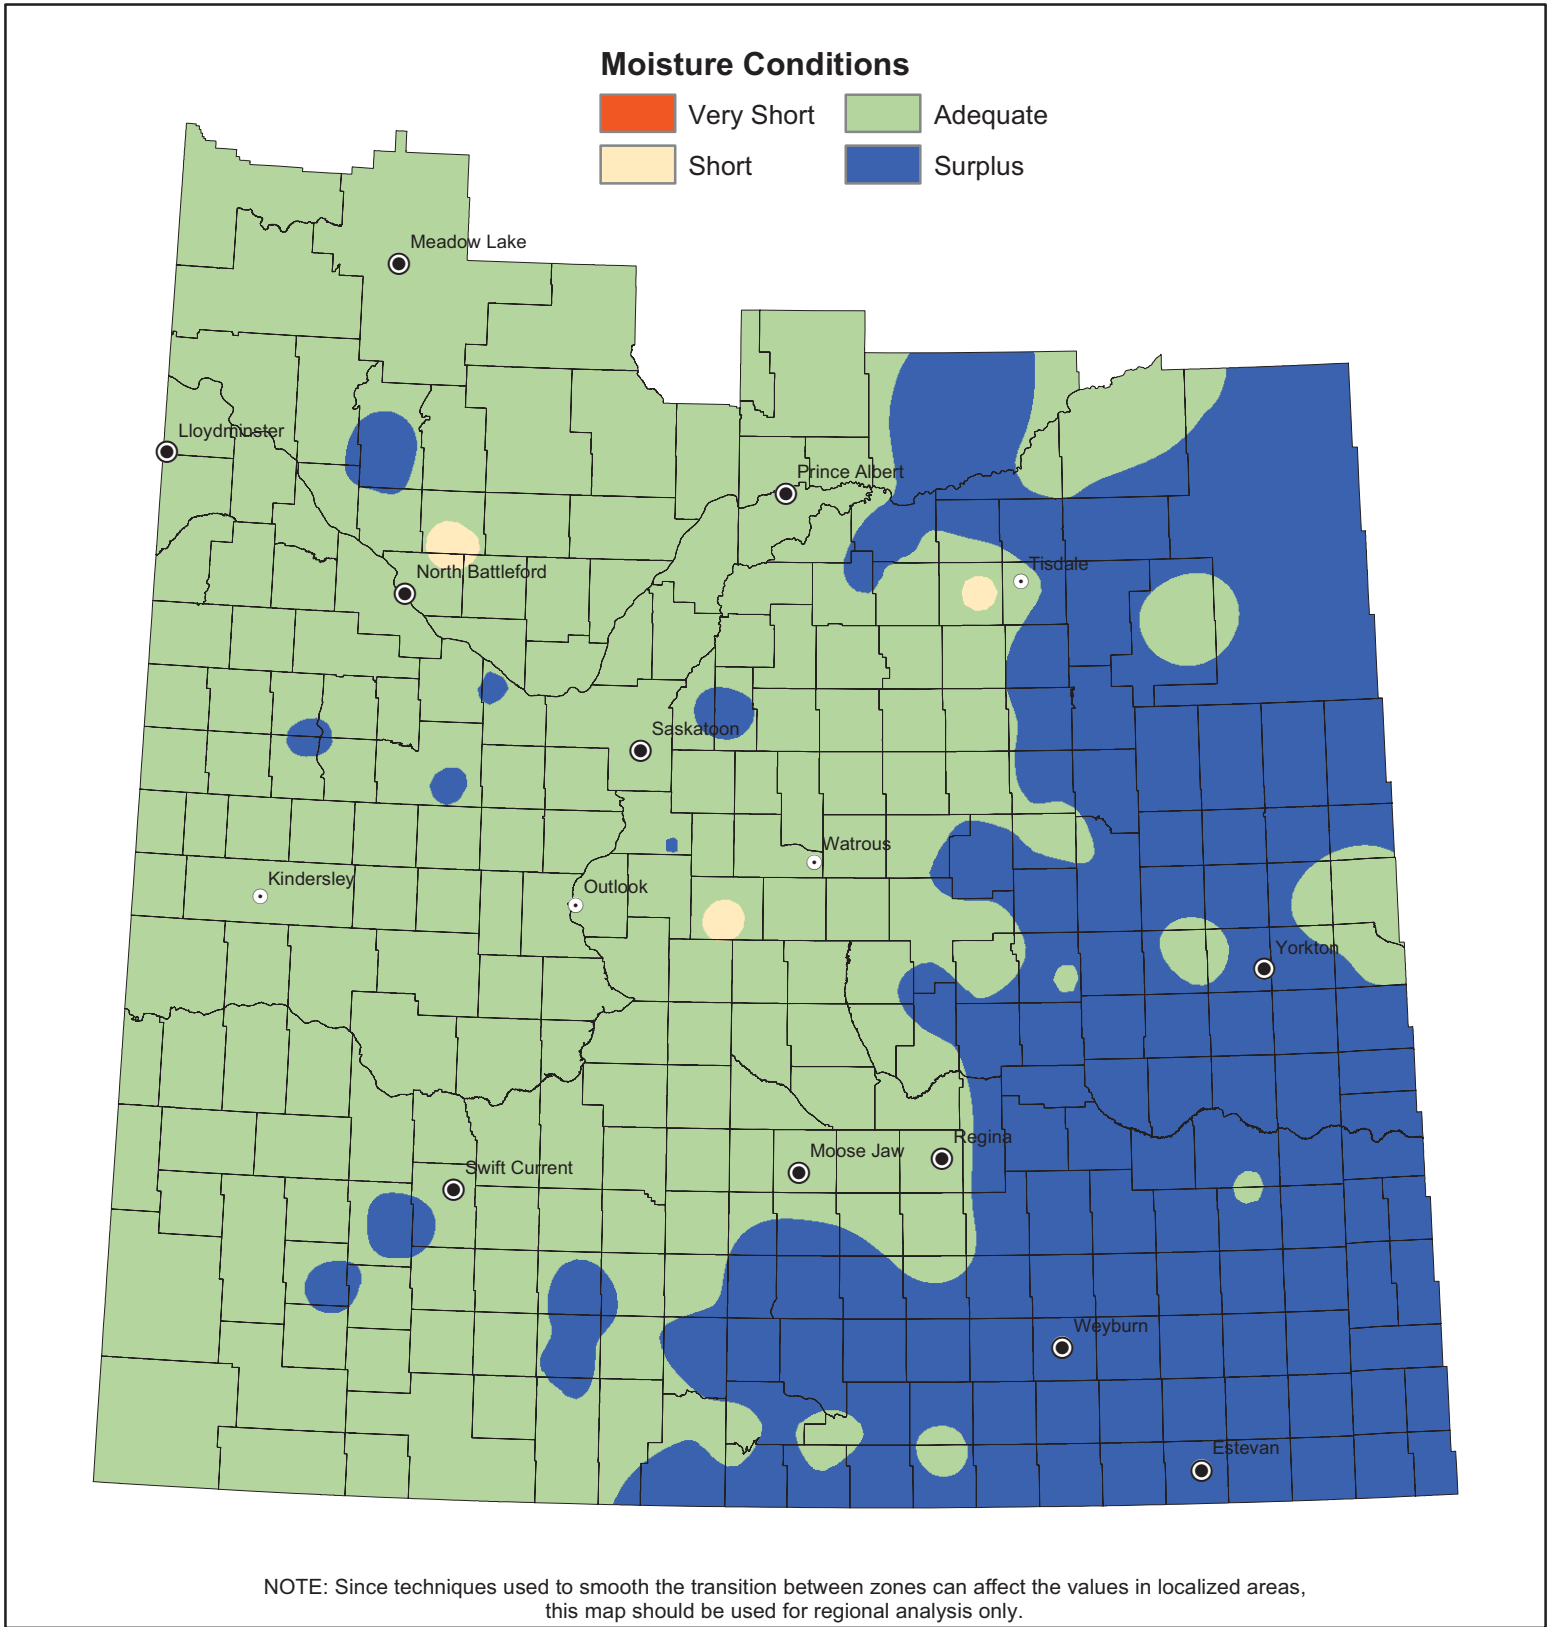 Moisture Conditions
Very Short
Adequate
Short
Surplus
Meadow Lake
Lloydminster
Prince Albert
Tisdale
North Battleford
Saskatoon
Watrous
Kindersley
Outlook
Yorkton
Regina
Moose Jaw
Swift Current
Weyburn
Estevan
NOTE: Since techniques used to smooth the transition between zones can affect the values in localized areas,
this map should be used for regional analysis only.